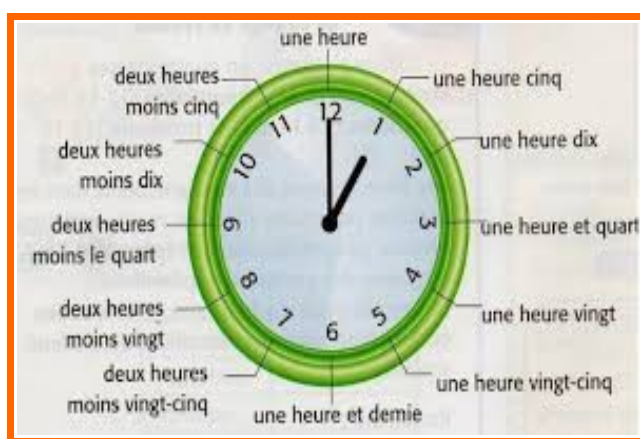 une heure
une heure cinq
une heure dix
une heure et quart
une heure vingt
une heure vingt-cinq
une heure et demie
deux heures
moins vingt-cinq
deux heures
moins vingt
deux heures
moins le quart
deux heures
moins dix
deux heures
moins cinq
12
1
2
3
4
5
6
7
8
9
10
11